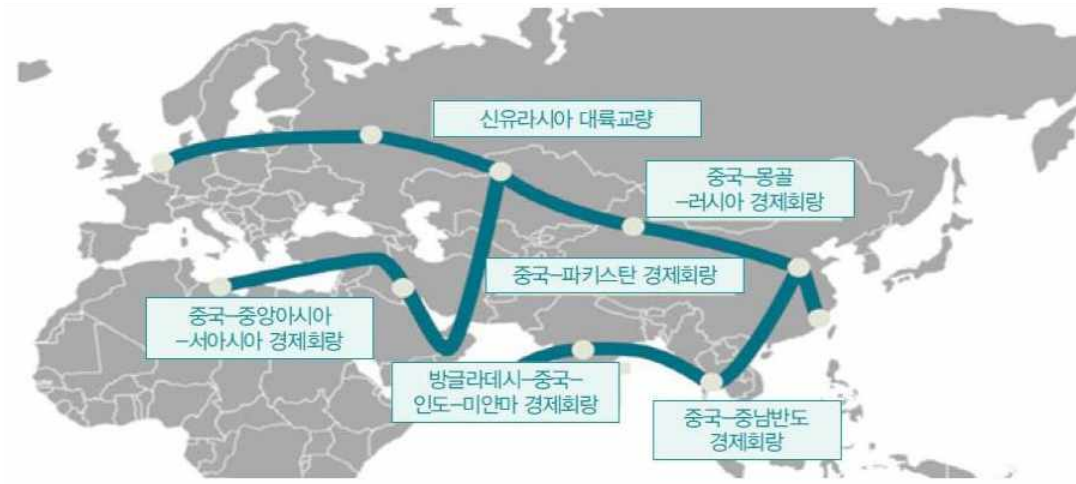 신유라시아 대륙교량
중국–몽골
–러시아 경제회랑
중국–파키스탄 경제회랑
중국–중앙아시아
–서아시아 경제회랑
방글라데시–중국–
인도–미얀마 경제회랑
중국–중남반도
경제회랑